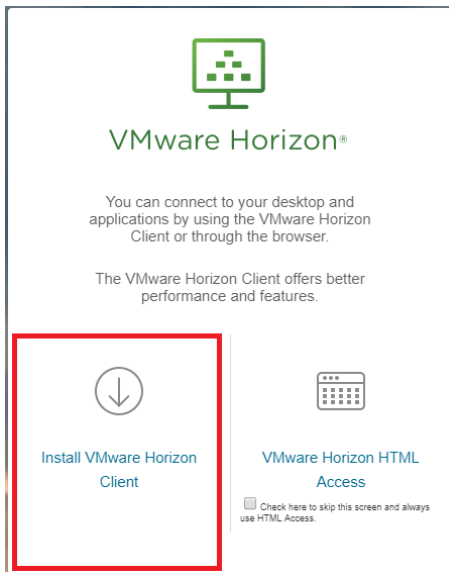 VMware Horizon®
You can connect to your desktop and
applications by using the VMware Horizon
Client or through the browser.
The VMware Horizon Client offers better
performance and features.
Install VMware Horizon
Client
VMware Horizon HTML
Access
Check here to skip this screen and always
use HTML Access.